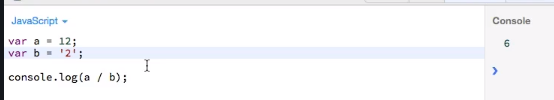 JavaScript
Console
var a = 12;
var b = '2';
console.log(a / b);
6